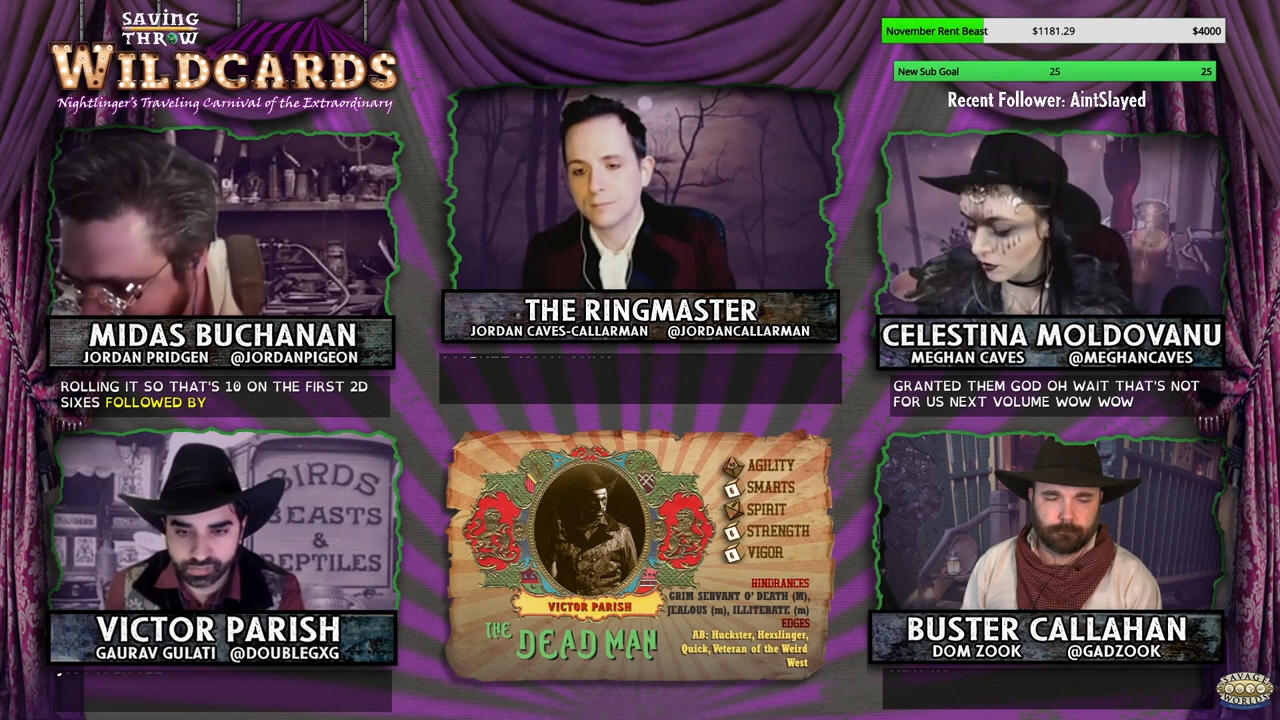 SAVING
THROW
WILDCARDS
Nightlinger's Traveling Carnival of the Extraordinary
November Rent Beast $1181.29 $4000
New Sub Goal 25 25
Recent Follower: AintSlayed
MIDAS BUCHANAN
JORDAN PRIDGEN @JORDANPIGEON
ROLLING IT SO THAT'S 10 ON THE FIRST 2D
SIXES FOLLOWED BY
THE RINGMASTER
JORDAN CAVES-CALLARMAN @JORDANCALLARMAN
CELESTINA MOLDOVANU
MEGHAN CAVES @MEGHANCAVES
GRANTED THEM GOD OH WAIT THAT'S NOT
FOR US NEXT VOLUME WOW WOW
BIRDS
BEASTS
&
REPTILES
VICTOR PARISH
GAURAV GULATI @DOUBLEGXG
VICTOR PARISH
THE DEAD MAN
AGILITY
6 SMARTS
SPIRIT
6 STRENGTH
6 VIGOR
HINDRANCES
GRIM SERVANT O' DEATH (M),
JEALOUS (m), ILLITERATE (m)
EDGES
AB: Huckster, Hexslinger,
Quick, Veteran of the Weird
West
BUSTER CALLAHAN
DOM ZOOK @GADZOOK
SAVAGE
WORLDS